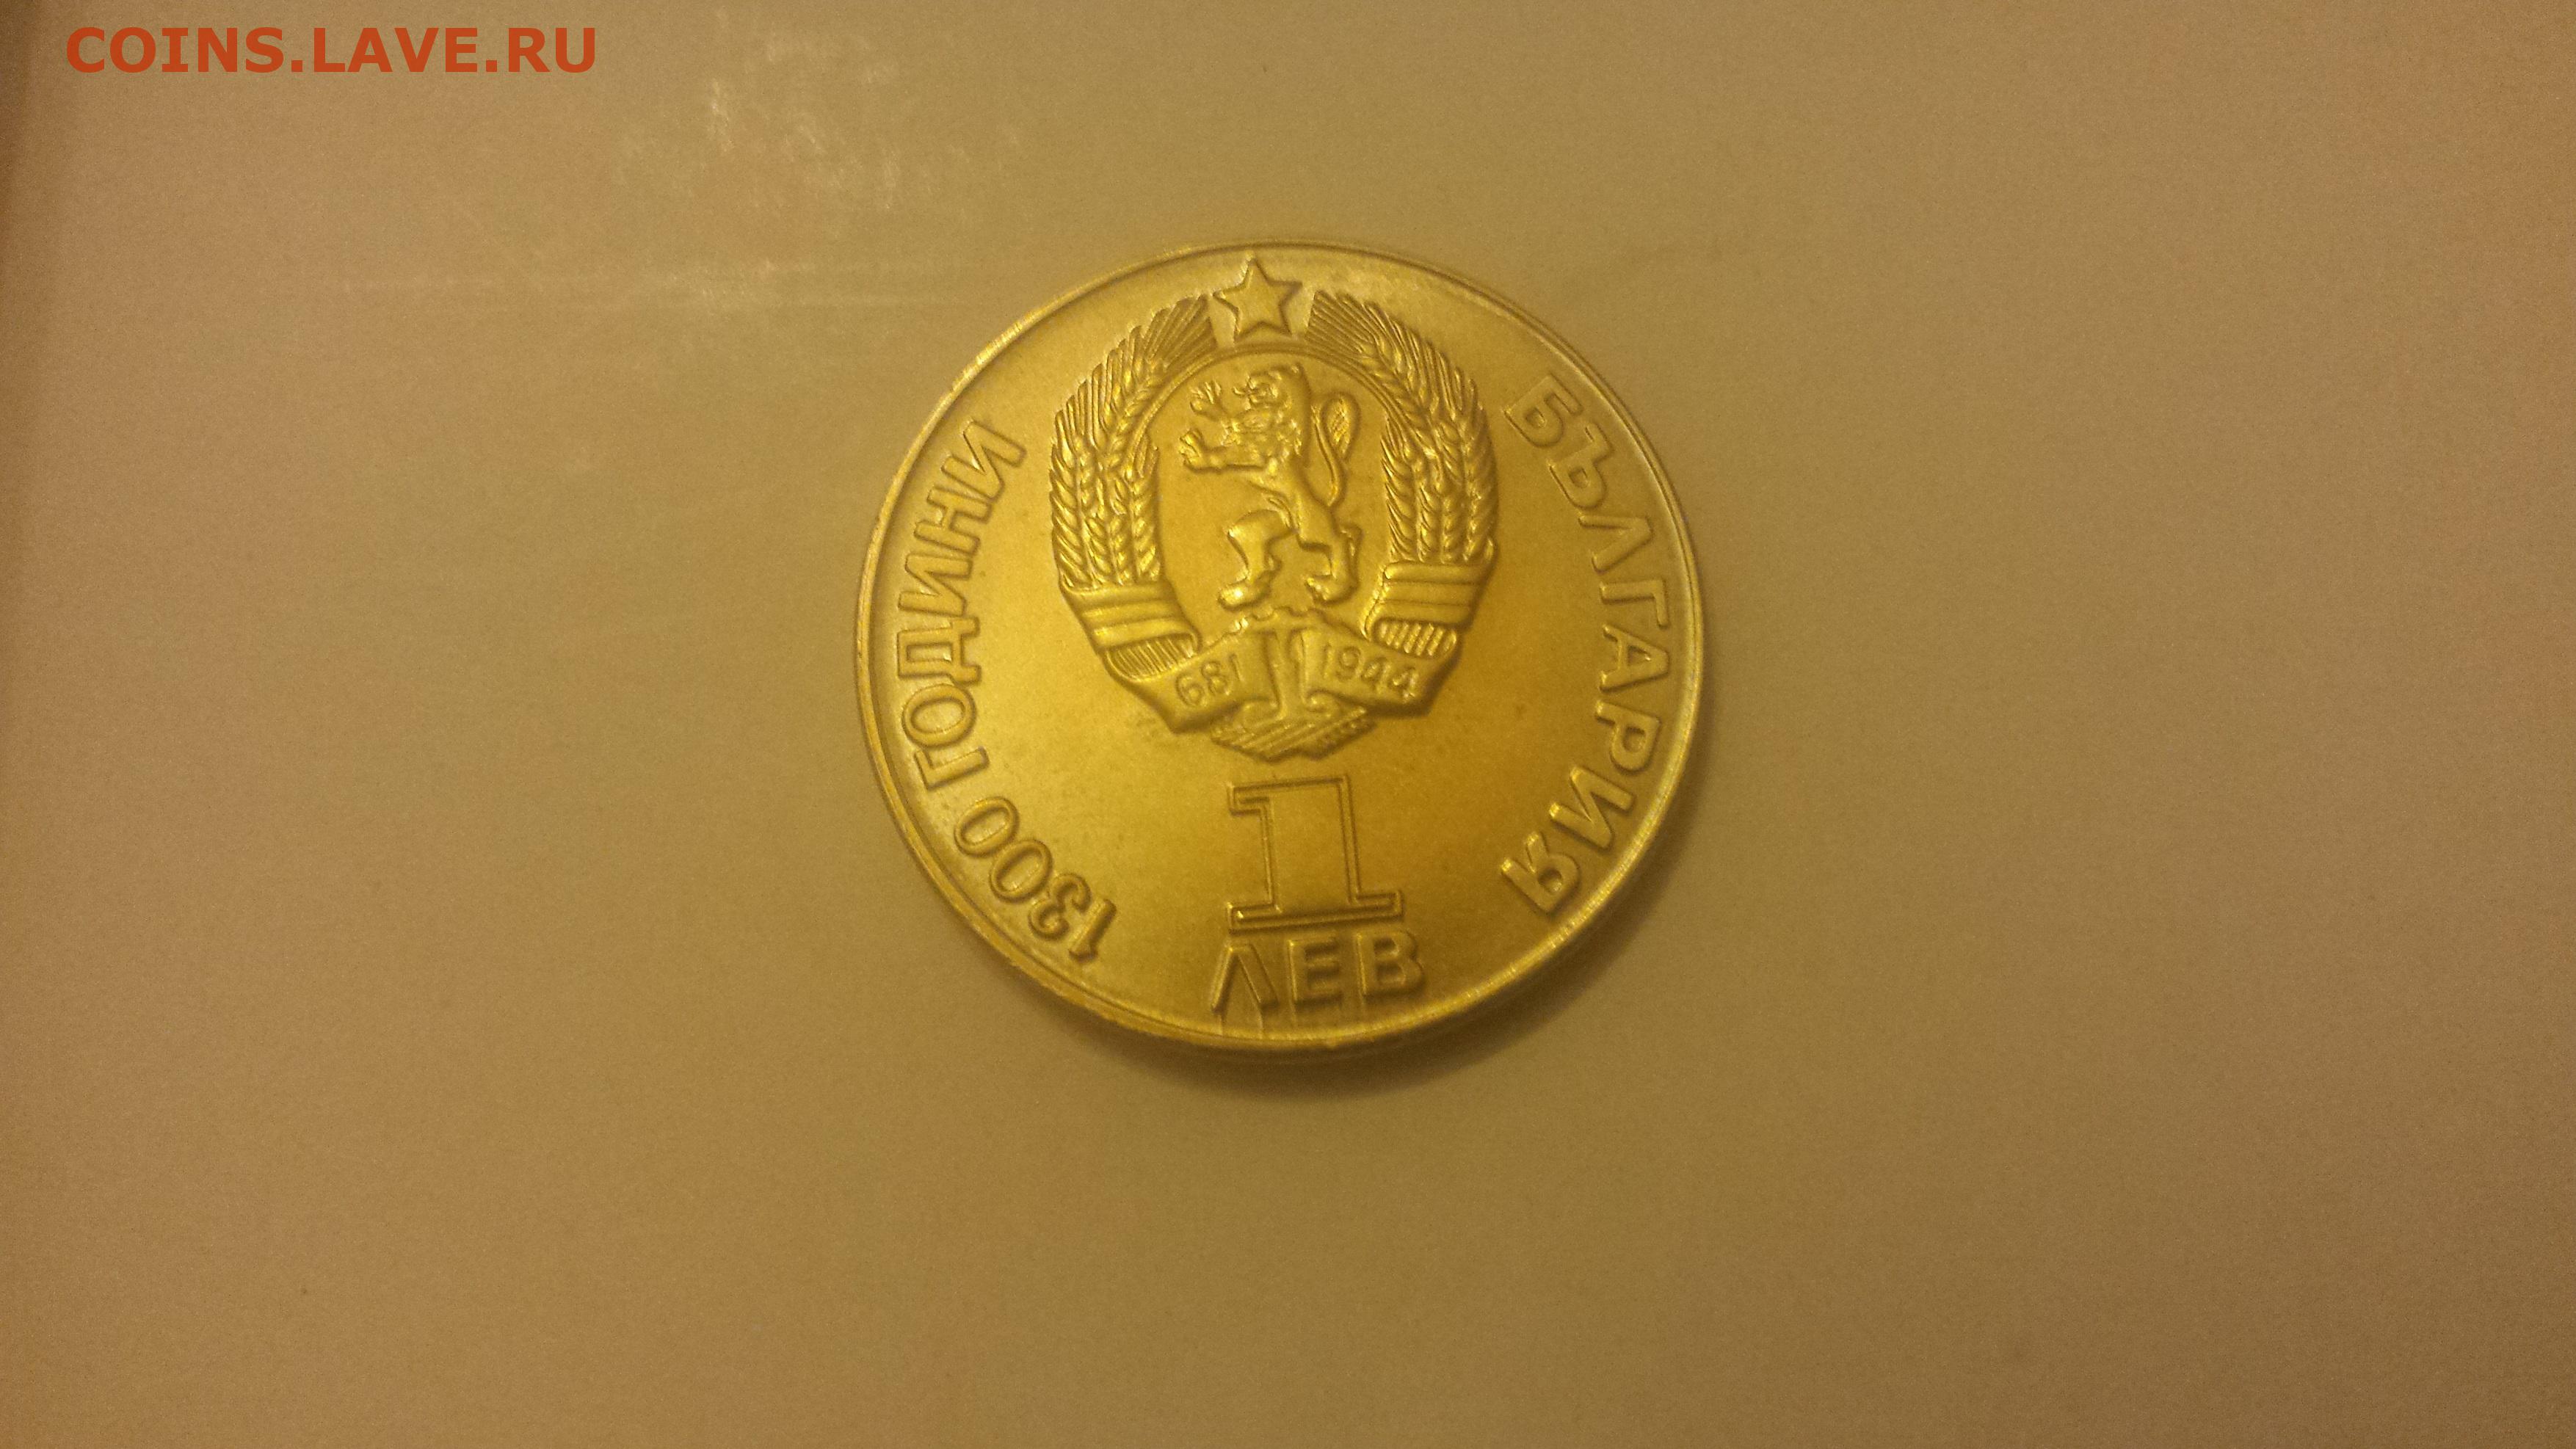 COINS.LAVE.RU
1300 ГОДИНИ
БЪЛГАРИЯ
681 1944
1
ЛЕВ